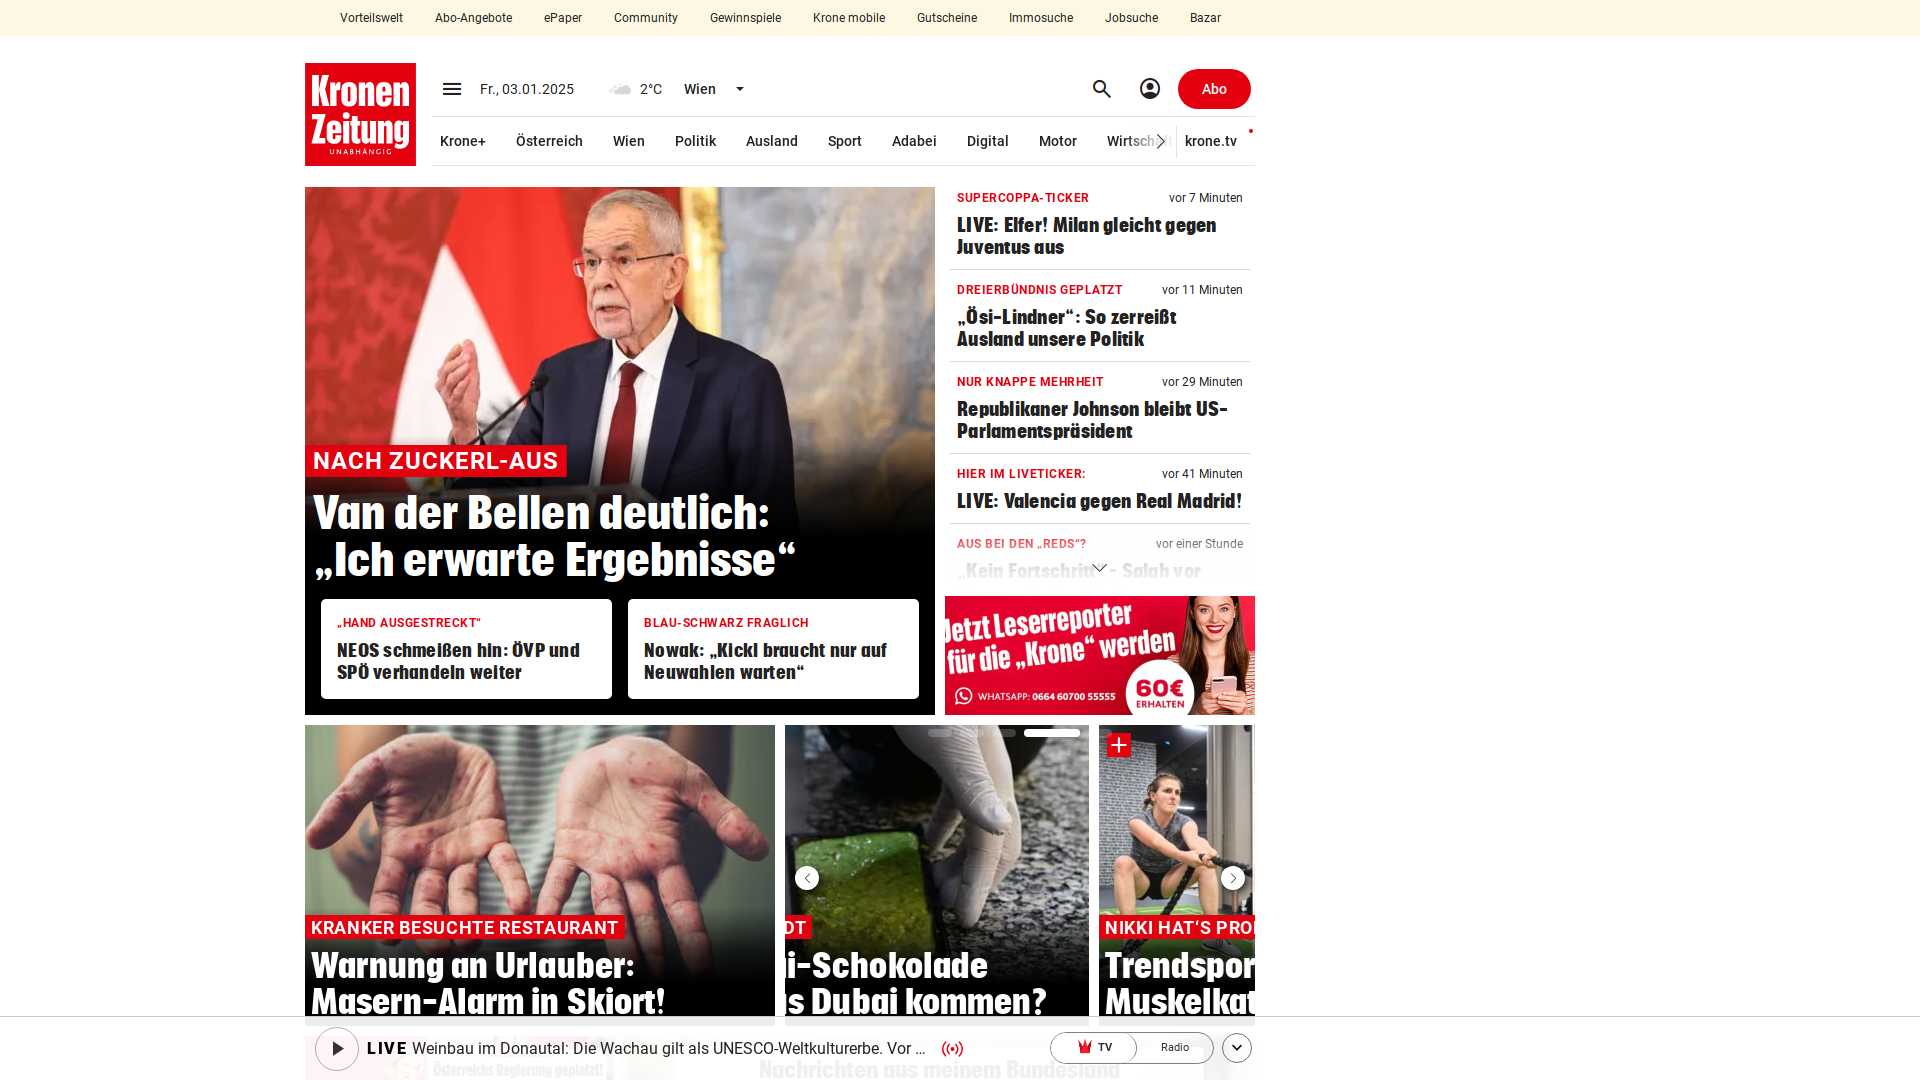 Vorteilswelt Abo-Angebote ePaper Community Gewinnspiele Krone mobile Gutscheine Immosuche Jobsuche Bazar
Kronen
Zeitung
UNABHÄNGIG
Fr., 03.01.2025 2°C Wien
Abo
Krone+ Österreich Wien Politik Ausland Sport Adabei Digital Motor Wirtschaft krone.tv
NACH ZUCKERL-AUS
Van der Bellen deutlich:
„Ich erwarte Ergebnisse“
„HAND AUSGESTRECKT“
NEOS schmeißen hin: ÖVP und
SPÖ verhandeln weiter
BLAU-SCHWARZ FRAGLICH
Nowak: „Kickl braucht nur auf
Neuwahlen warten“
SUPERCOPPA-TICKER vor 7 Minuten
LIVE: Elfer! Milan gleicht gegen
Juventus aus
DREIERBÜNDNIS GEPLATZT vor 11 Minuten
„Ösi-Lindner“: So zerreißt
Ausland unsere Politik
NUR KNAPPE MEHRHEIT vor 29 Minuten
Republikaner Johnson bleibt US-
Parlamentspräsident
HIER IM LIVETICKER: vor 41 Minuten
LIVE: Valencia gegen Real Madrid!
AUS BEI DEN „REDS“? vor einer Stunde
„Kein Fortschritt“ - Salah vor
Jetzt Leserreporter
für die „Krone“ werden
WHATSAPP: 0664 60700 55555
60€
ERHALTEN
KRANKER BESUCHTE RESTAURANT
Warnung an Urlauber:
Masern-Alarm in Skiort!
DT
i-Schokolade
s Dubai kommen?
NIKKI HAT‘S PRO
Trendspor
Muskelkat
LIVE Weinbau im Donautal: Die Wachau gilt als UNESCO-Weltkulturerbe. Vor ...
TV Radio
Österreichs Regierung geplatzt!
Nachrichten aus meinem Bundesland